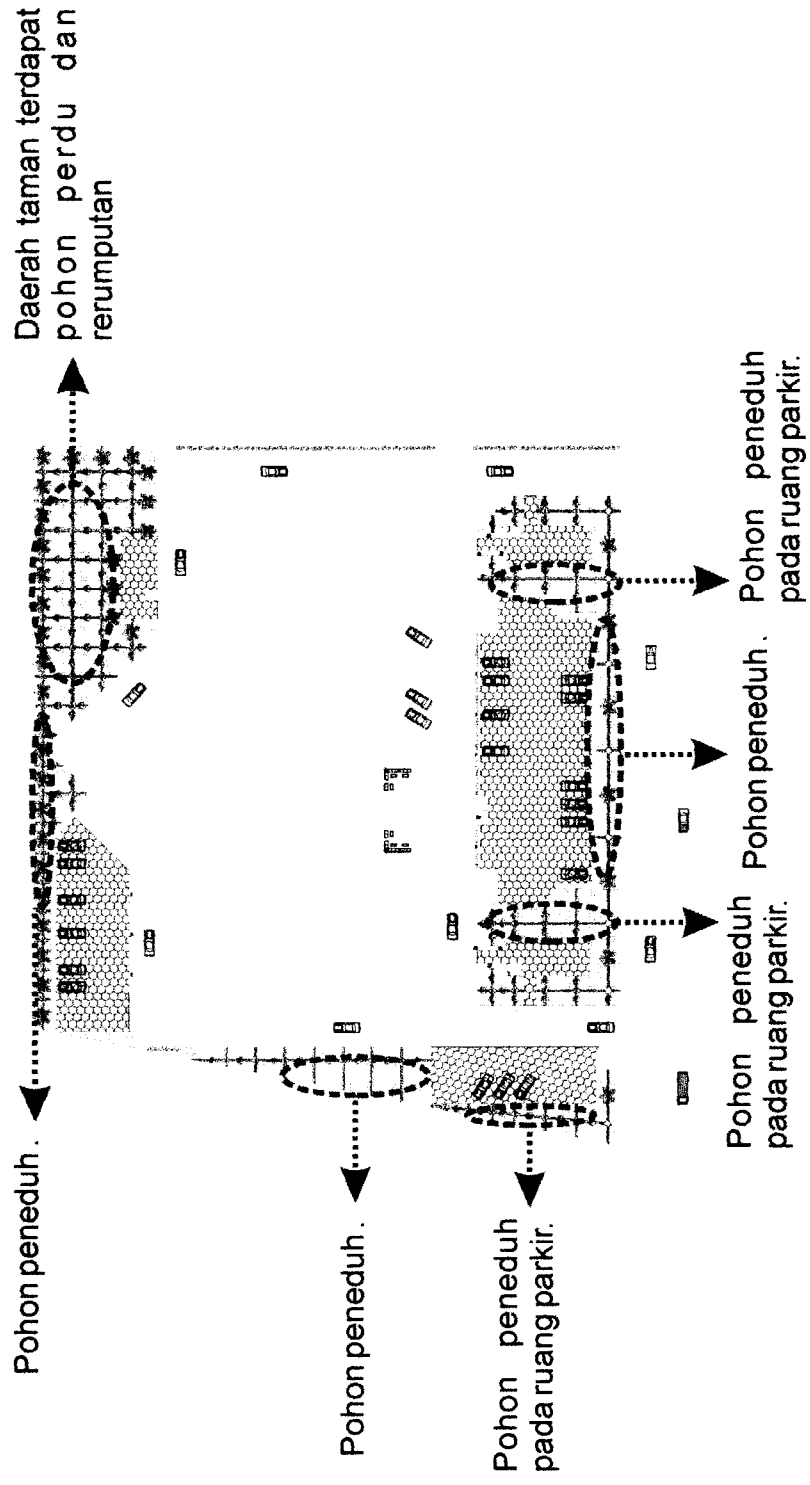 Daerah taman terdapat
pohon perdu dan
rerumputan
Pohon peneduh
pada ruang parkir.
Pohon peneduh.
Pohon peneduh
pada ruang parkir.
Pohon peneduh.
Pohon peneduh.
Pohon peneduh
pada ruang parkir.